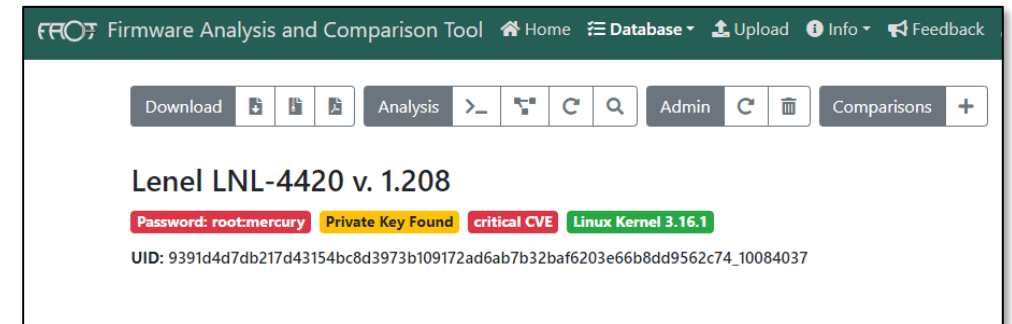 FACT Firmware Analysis and Comparison Tool Home Database Upload Info Feedback
Download Analysis Admin Comparisons
Lenel LNL-4420 v. 1.208
Password: root:mercury Private Key Found critical CVE Linux Kernel 3.16.1
UID: 9391d4d7db217d43154bc8d3973b109172ad6ab7b32baf6203e66b8dd9562c74_10084037